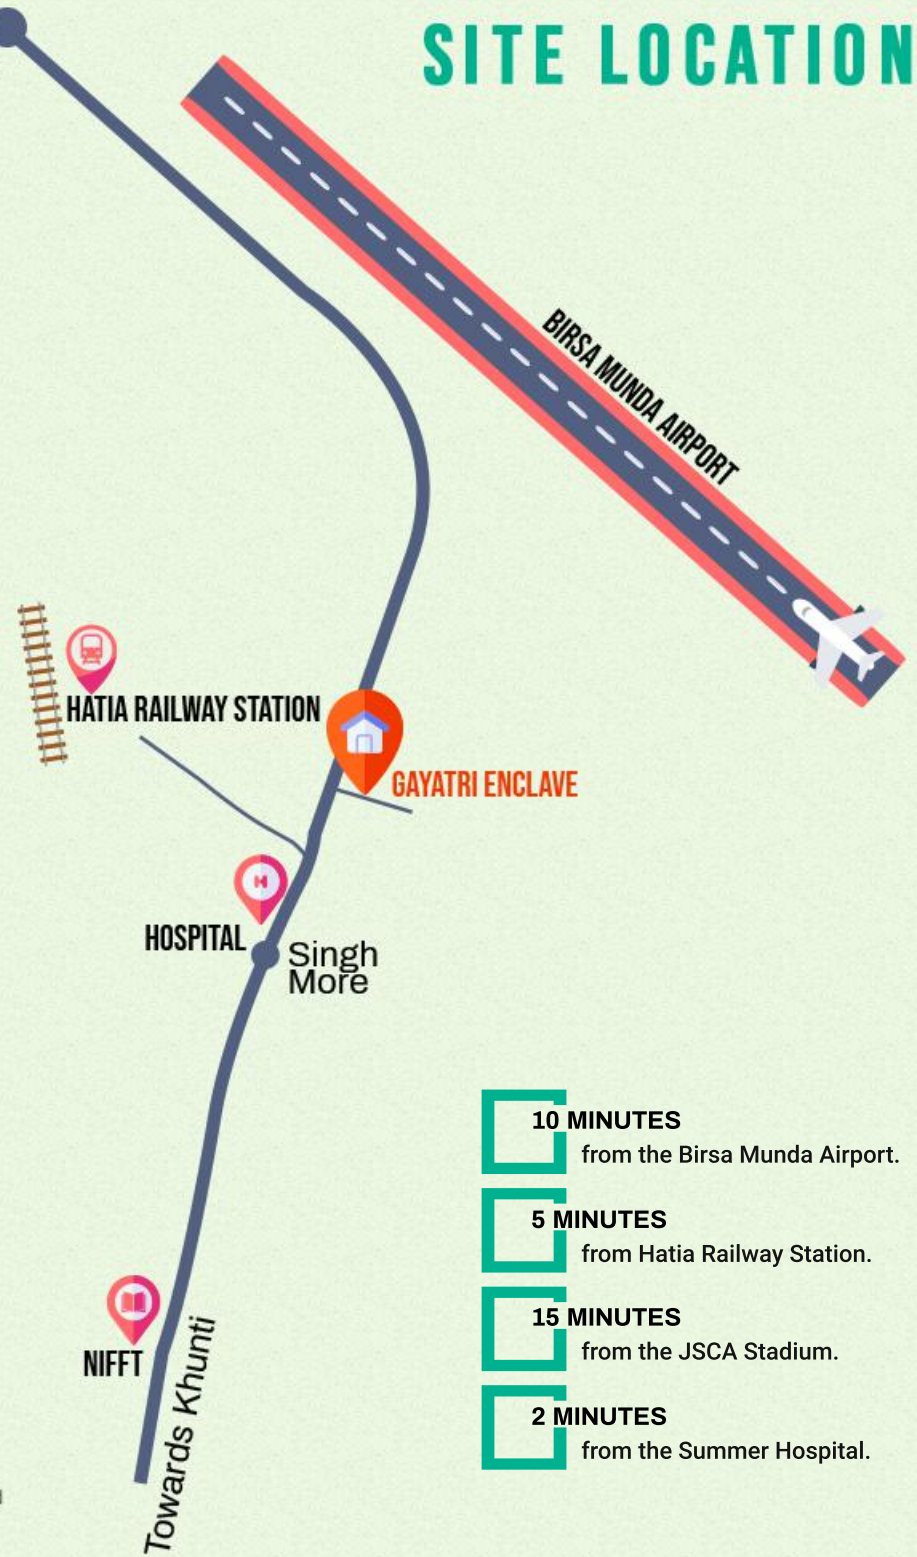 SITE LOCATION
BIRSA MUNDA AIRPORT
HATIA RAILWAY STATION
GAYATRI ENCLAVE
H
HOSPITAL
Singh
More
10 MINUTES
from the Birsa Munda Airport.
5 MINUTES
from Hatia Railway Station.
15 MINUTES
from the JSCA Stadium.
2 MINUTES
from the Summer Hospital.
NIFFT
Towards Khunti